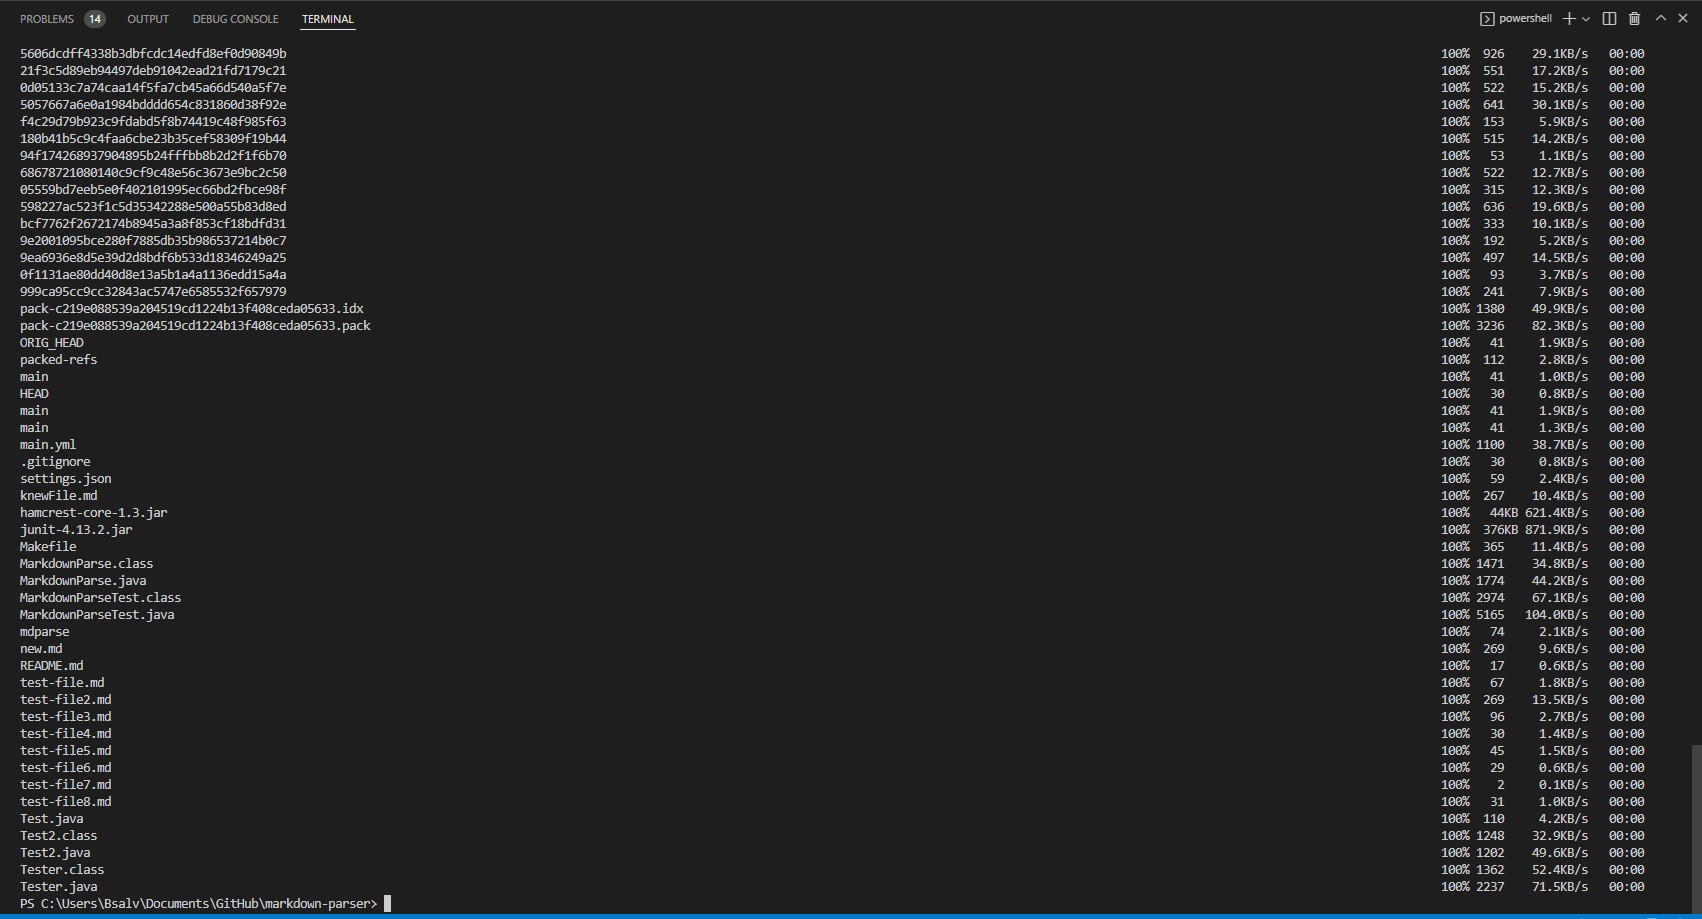 PROBLEMS 14 OUTPUT DEBUG CONSOLE TERMINAL powershell
5606dcdff4338b3dbfcdc14edfd8ef0d90849b 100% 926 29.1KB/s 00:00
21f3c5d89eb94497deb91042ead21fd7179c21 100% 551 17.2KB/s 00:00
0d05133c7a74caa14f5fa7cb45a66d540a5f7e 100% 522 15.2KB/s 00:00
5057667a6e0a1984bdddd654c831860d38f92e 100% 641 30.1KB/s 00:00
f4c29d79b923c9fdabd5f8b74419c48f985f63 100% 153 5.9KB/s 00:00
180b41b5c9c4faa6cbe23b35cef58309f19b44 100% 515 14.2KB/s 00:00
94f174268937904895b24fffbb8b2d2f1f6b70 100% 53 1.1KB/s 00:00
68678721080140c9cf9c48e56c3673e9bc2c50 100% 522 12.7KB/s 00:00
05559bd7eeb5e0f402101995ec66bd2fbce98f 100% 315 12.3KB/s 00:00
598227ac523f1c5d35342288e500a55b83d8ed 100% 636 19.6KB/s 00:00
bcf7762f2672174b8945a3a8f853cf18bdfd31 100% 333 10.1KB/s 00:00
9e2001095bce280f7885db35b986537214b0c7 100% 192 5.2KB/s 00:00
9ea6936e8d5e39d2d8bdf6b533d18346249a25 100% 497 14.5KB/s 00:00
0f1131ae80dd40d8e13a5b1a4a1136edd15a4a 100% 93 3.7KB/s 00:00
999ca95cc9cc32843ac5747e6585532f657979 100% 241 7.9KB/s 00:00
pack-c219e088539a204519cd1224b13f408ceda05633.idx 100% 1380 49.9KB/s 00:00
pack-c219e088539a204519cd1224b13f408ceda05633.pack 100% 3236 82.3KB/s 00:00
ORIG_HEAD 100% 41 1.9KB/s 00:00
packed-refs 100% 112 2.8KB/s 00:00
main 100% 41 1.0KB/s 00:00
HEAD 100% 30 0.8KB/s 00:00
main 100% 41 1.9KB/s 00:00
main 100% 41 1.3KB/s 00:00
main.yml 100% 1100 38.7KB/s 00:00
.gitignore 100% 30 0.8KB/s 00:00
settings.json 100% 59 2.4KB/s 00:00
knewFile.md 100% 267 10.4KB/s 00:00
hamcrest-core-1.3.jar 100% 44KB 621.4KB/s 00:00
junit-4.13.2.jar 100% 376KB 871.9KB/s 00:00
Makefile 100% 365 11.4KB/s 00:00
MarkdownParse.class 100% 1471 34.8KB/s 00:00
MarkdownParse.java 100% 1774 44.2KB/s 00:00
MarkdownParseTest.class 100% 2974 67.1KB/s 00:00
MarkdownParseTest.java 100% 5165 104.0KB/s 00:00
mdparse 100% 74 2.1KB/s 00:00
new.md 100% 269 9.6KB/s 00:00
README.md 100% 17 0.6KB/s 00:00
test-file.md 100% 67 1.8KB/s 00:00
test-file2.md 100% 269 13.5KB/s 00:00
test-file3.md 100% 96 2.7KB/s 00:00
test-file4.md 100% 30 1.4KB/s 00:00
test-file5.md 100% 45 1.5KB/s 00:00
test-file6.md 100% 29 0.6KB/s 00:00
test-file7.md 100% 2 0.1KB/s 00:00
test-file8.md 100% 31 1.0KB/s 00:00
Test.java 100% 110 4.2KB/s 00:00
Test2.class 100% 1248 32.9KB/s 00:00
Test2.java 100% 1202 49.6KB/s 00:00
Tester.class 100% 1362 52.4KB/s 00:00
Tester.java 100% 2237 71.5KB/s 00:00
PS C:\Users\Bsalv\Documents\GitHub\markdown-parser>